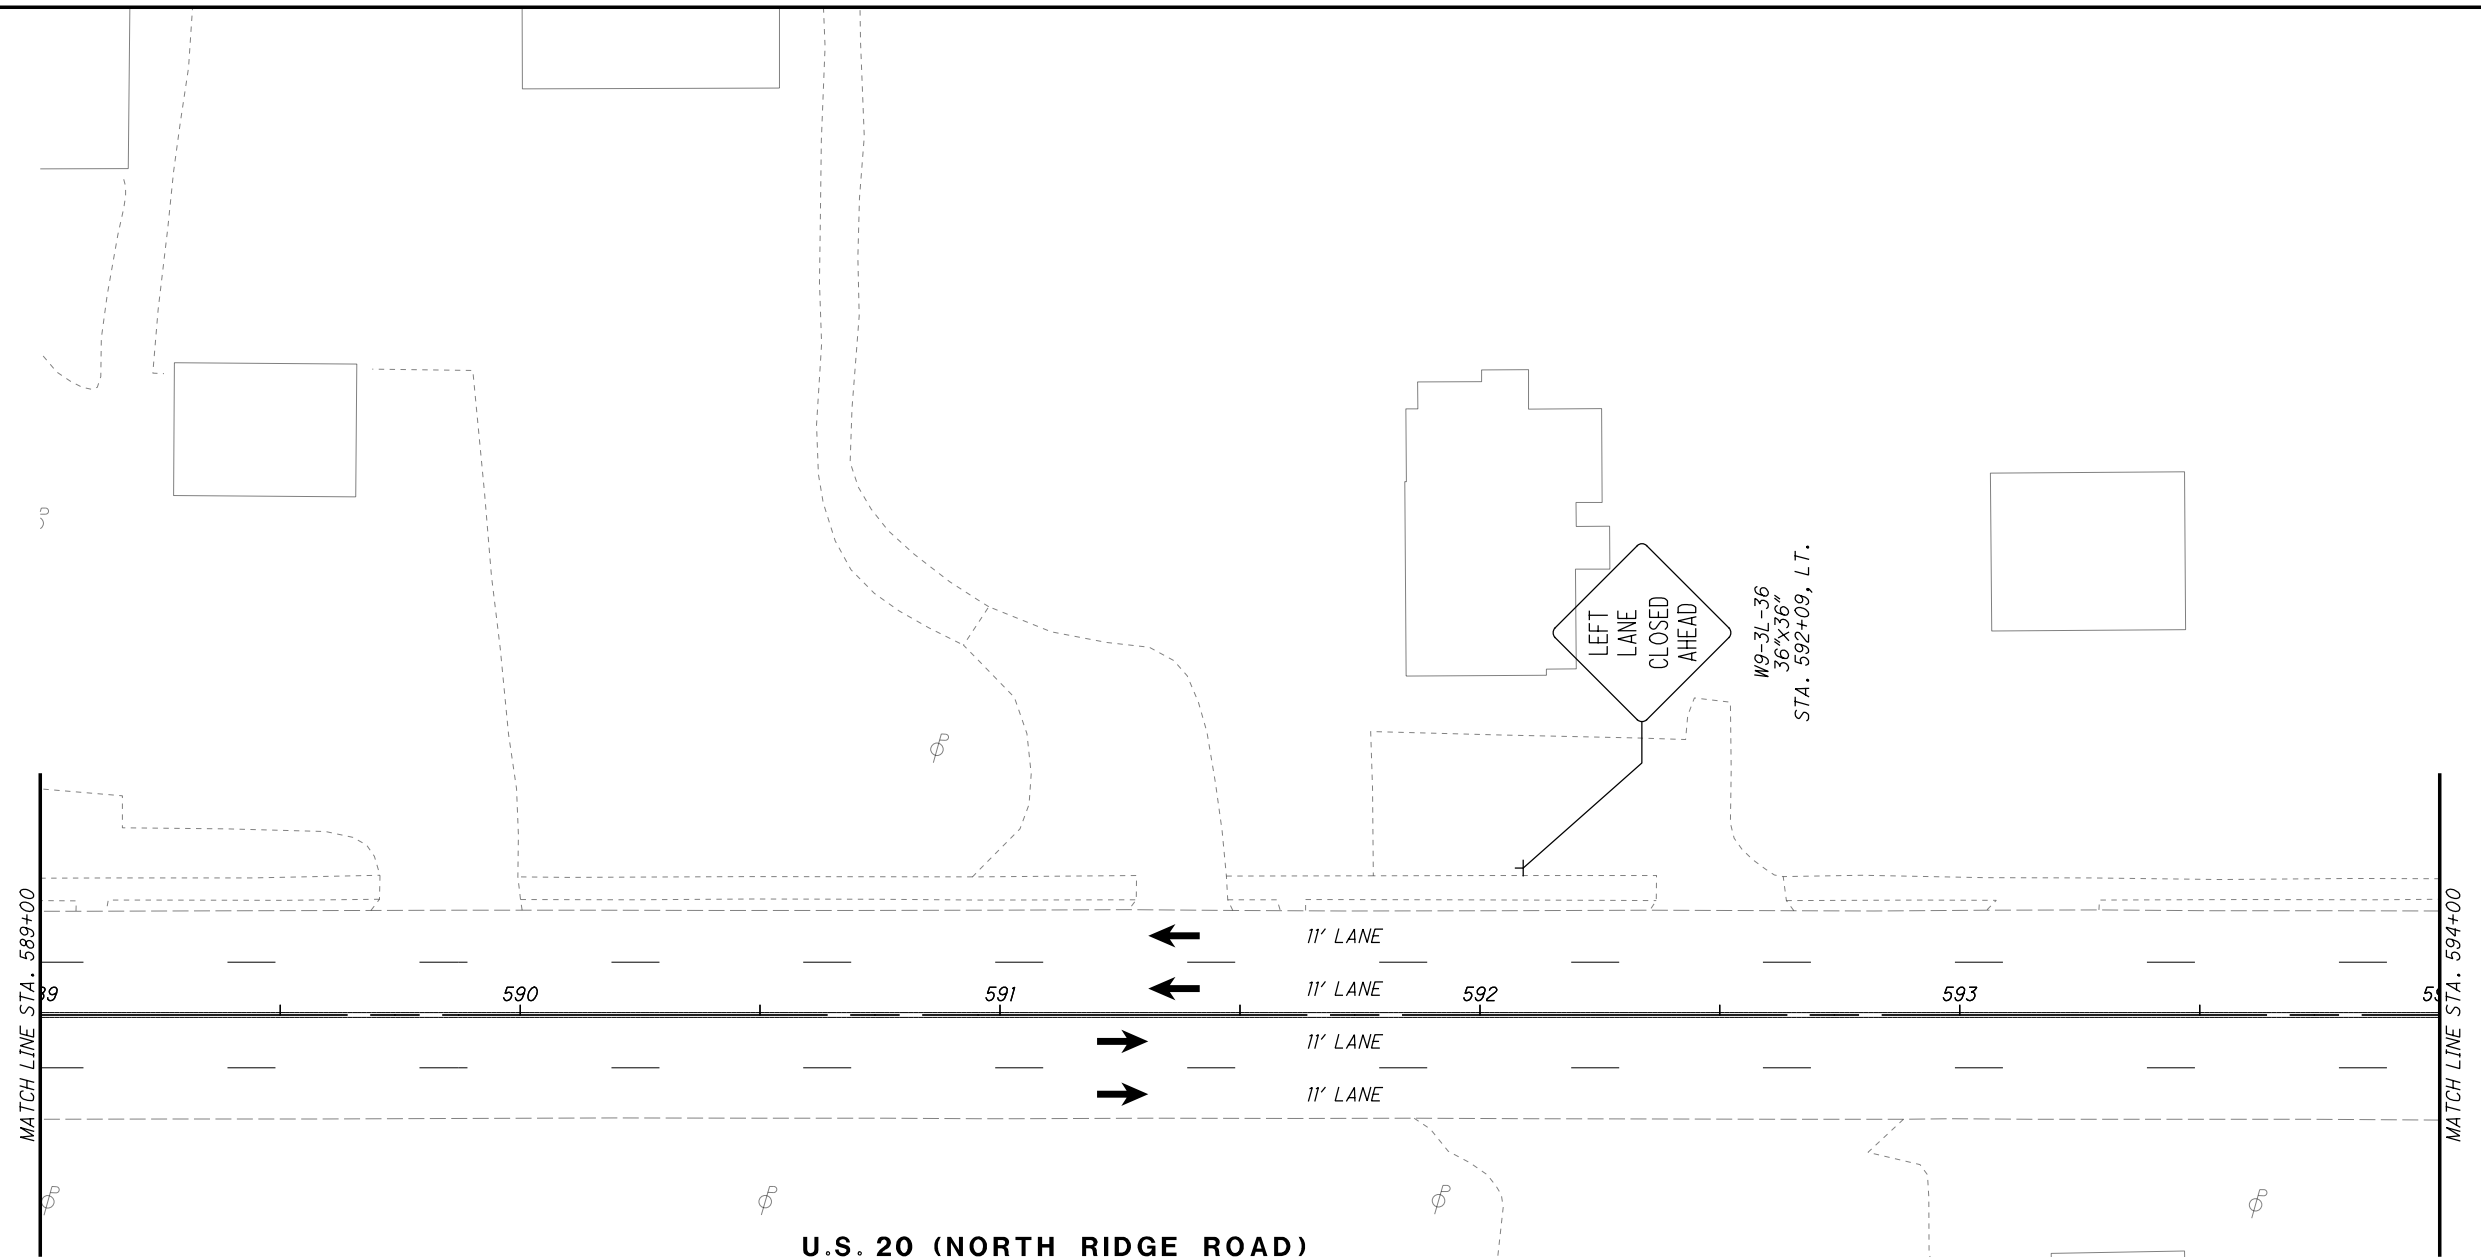 LEFT
LANE
CLOSED
AHEAD
W9-3L-36
36"x36"
STA. 592+09, LT.
P
P
MATCH LINE STA. 589+00
MATCH LINE STA. 594+00
11' LANE
11' LANE
39 590 591 592 593 59
11' LANE
11' LANE
P P P P
U.S. 20 (NORTH RIDGE ROAD)